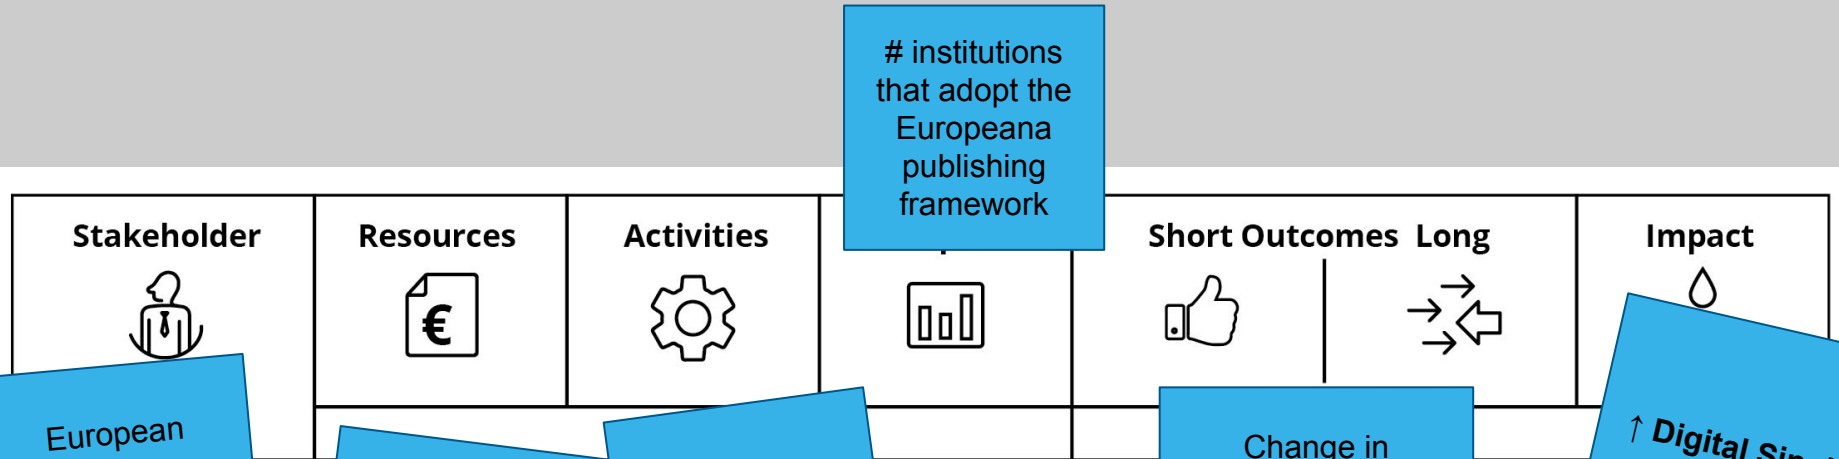 # institutions
that adopt the
Europeana
publishing
framework
Stakeholder
Resources
Activities
Short Outcomes Long
Impact
€
European
Change in
↑ Digital